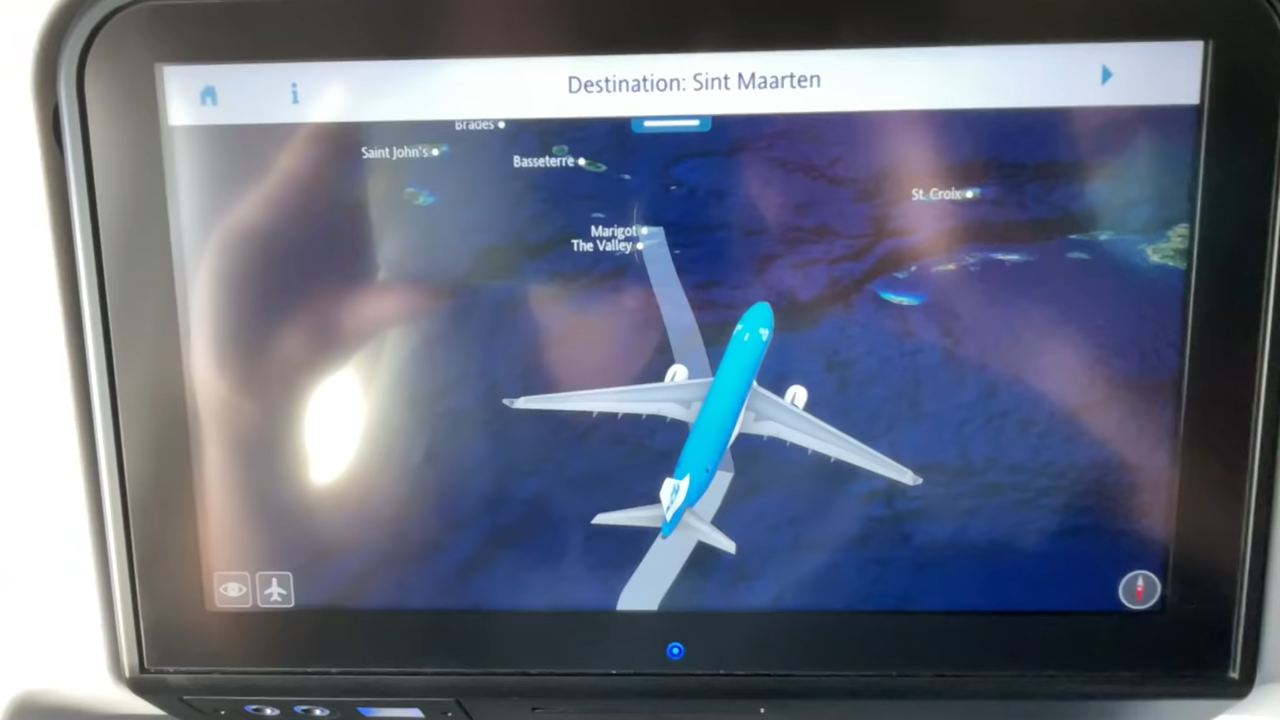 Destination: Sint Maarten
Brades
Saint John's
Basseterre
St. Croix
Marigot
The Valley